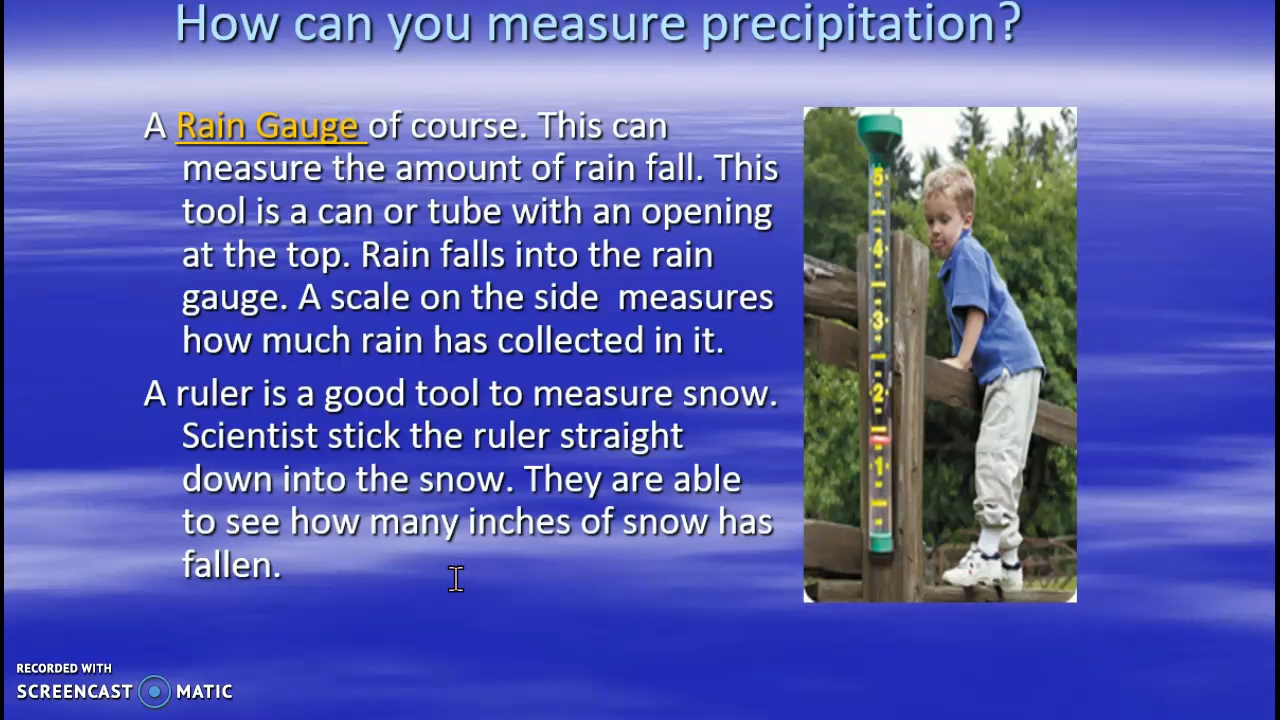 How can you measure precipitation?
A Rain Gauge of course. This can
measure the amount of rain fall. This
tool is a can or tube with an opening
at the top. Rain falls into the rain
gauge. A scale on the side  measures
how much rain has collected in it.
A ruler is a good tool to measure snow.
Scientist stick the ruler straight
down into the snow. They are able
to see how many inches of snow has
fallen.
5
4
3
2
1
RECORDED WITH
SCREENCAST MATIC